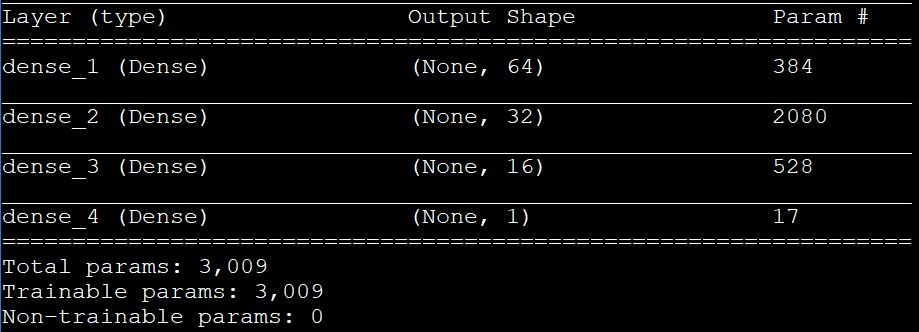 Layer (type) Output Shape Param #
=================================================================
dense_1 (Dense) (None, 64) 384
_________________________________________________________________
dense_2 (Dense) (None, 32) 2080
_________________________________________________________________
dense_3 (Dense) (None, 16) 528
_________________________________________________________________
dense_4 (Dense) (None, 1) 17
=================================================================
Total params: 3,009
Trainable params: 3,009
Non-trainable params: 0